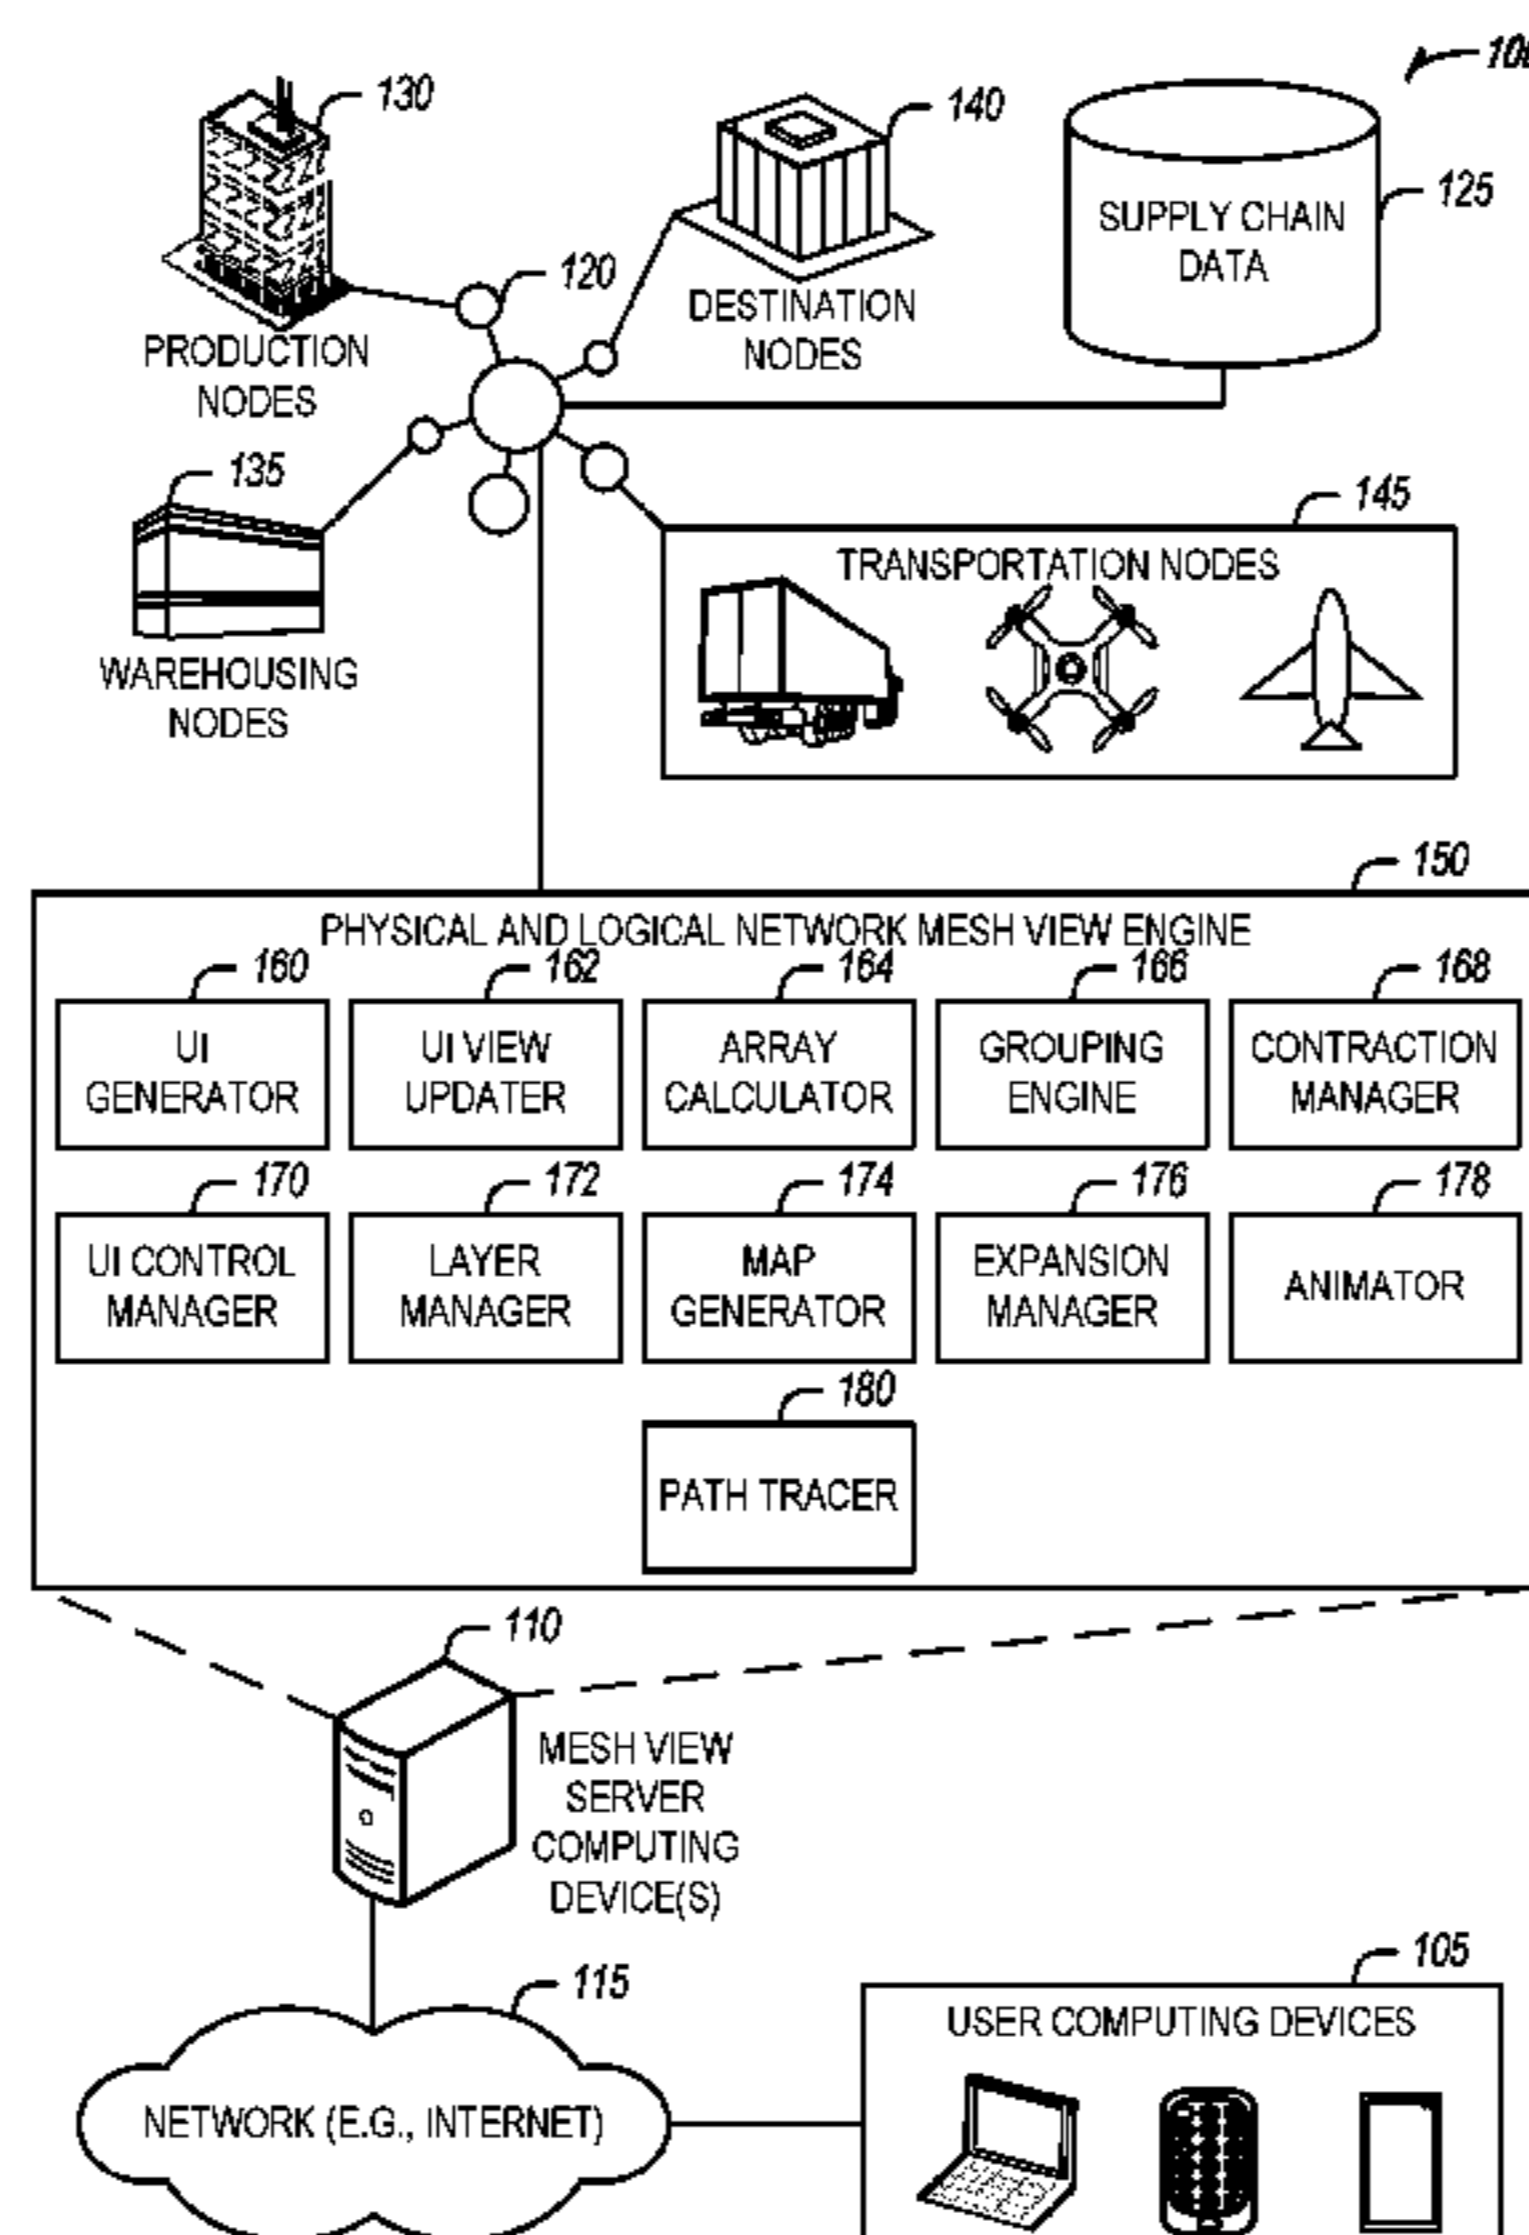 100
130
140
SUPPLY CHAIN
DATA
125
120
PRODUCTION
NODES
DESTINATION
NODES
135
WAREHOUSING
NODES
145
TRANSPORTATION NODES
150
PHYSICAL AND LOGICAL NETWORK MESH VIEW ENGINE
160
162
164
166
168
UI
GENERATOR
UI VIEW
UPDATER
ARRAY
CALCULATOR
GROUPING
ENGINE
CONTRACTION
MANAGER
170
172
174
176
178
UI CONTROL
MANAGER
LAYER
MANAGER
MAP
GENERATOR
EXPANSION
MANAGER
ANIMATOR
180
PATH TRACER
110
MESH VIEW
SERVER
COMPUTING
DEVICE(S)
115
NETWORK (E.G., INTERNET)
105
USER COMPUTING DEVICES